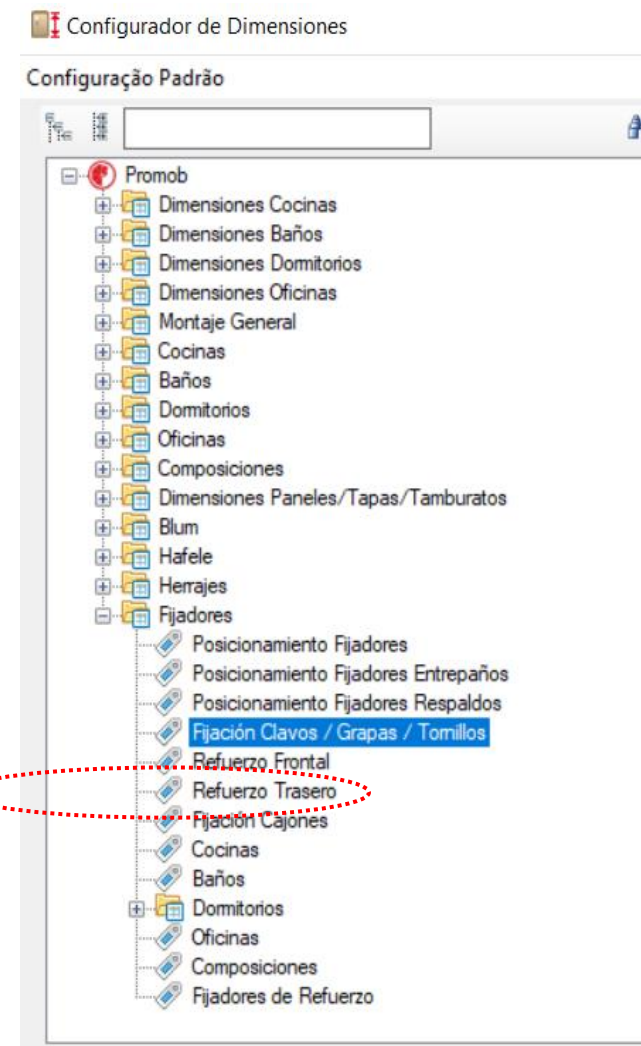 Configurador de Dimensiones
Configuração Padrão
Promob
Dimensiones Cocinas
Dimensiones Baños
Dimensiones Dormitorios
Dimensiones Oficinas
Montaje General
Cocinas
Baños
Dormitorios
Oficinas
Composiciones
Dimensiones Paneles/Tapas/Tamburatos
Blum
Hafele
Herrajes
Fijadores
Posicionamiento Fijadores
Posicionamiento Fijadores Entrepaños
Posicionamiento Fijadores Respaldos
Fijación Clavos / Grapas / Tornillos
Refuerzo Frontal
Refuerzo Trasero
Fijación Cajones
Cocinas
Baños
Dormitorios
Oficinas
Composiciones
Fijadores de Refuerzo